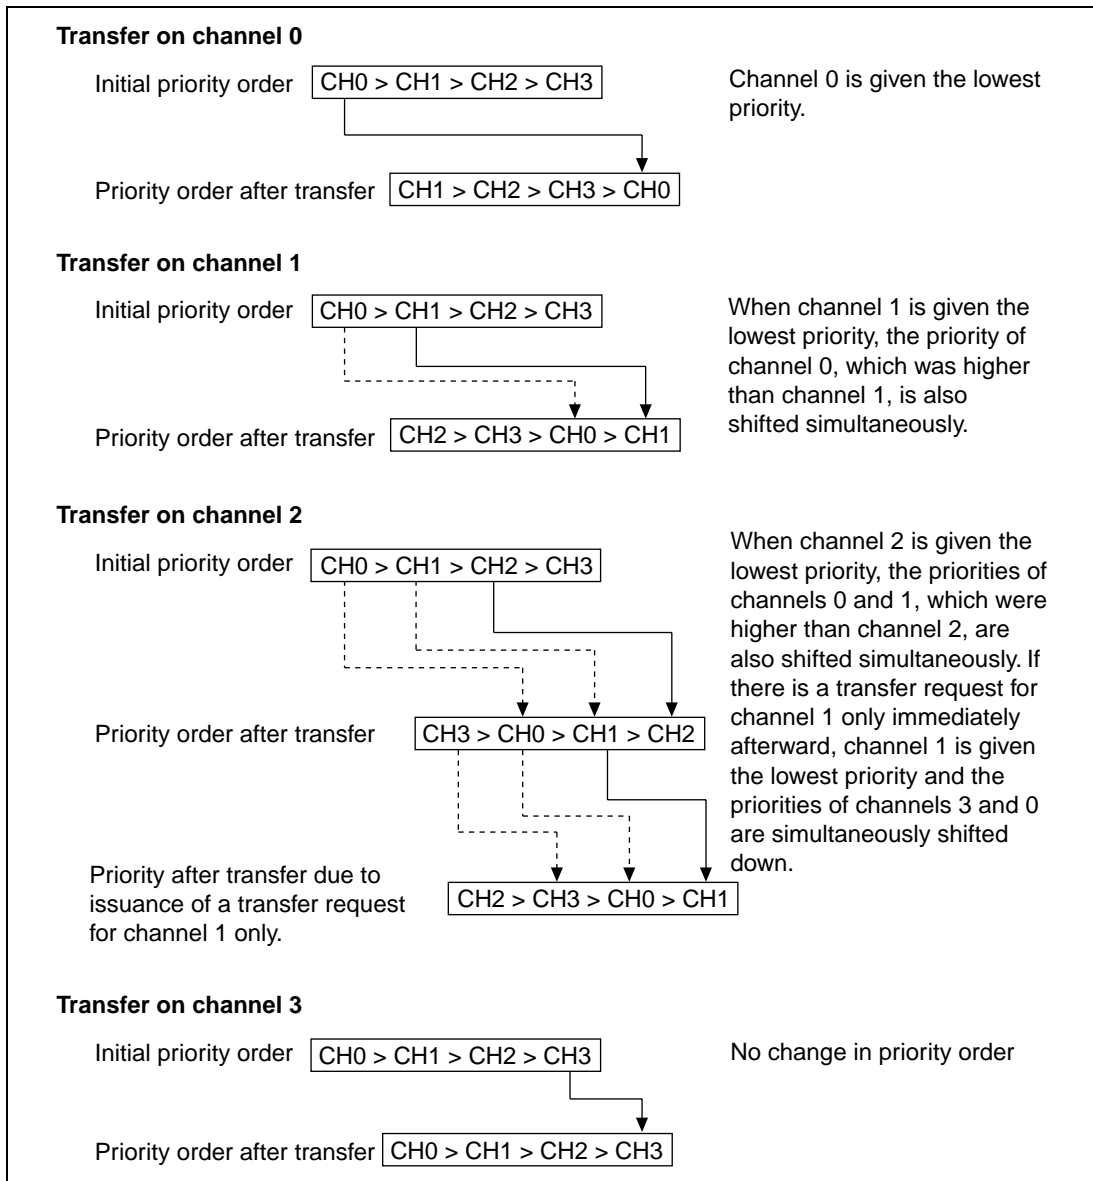 Transfer on channel 0
Initial priority order
CH0 > CH1 > CH2 > CH3
Channel 0 is given the lowest
priority.
Priority order after transfer
CH1 > CH2 > CH3 > CH0
Transfer on channel 1
Initial priority order
CH0 > CH1 > CH2 > CH3
When channel 1 is given the
lowest priority, the priority of
channel 0, which was higher
than channel 1, is also
shifted simultaneously.
Priority order after transfer
CH2 > CH3 > CH0 > CH1
Transfer on channel 2
Initial priority order
CH0 > CH1 > CH2 > CH3
When channel 2 is given the
lowest priority, the priorities of
channels 0 and 1, which were
higher than channel 2, are
also shifted simultaneously. If
there is a transfer request for
channel 1 only immediately
afterward, channel 1 is given
the lowest priority and the
priorities of channels 3 and 0
are simultaneously shifted
down.
Priority order after transfer
CH3 > CH0 > CH1 > CH2
Priority after transfer due to
issuance of a transfer request
for channel 1 only.
CH2 > CH3 > CH0 > CH1
Transfer on channel 3
Initial priority order
CH0 > CH1 > CH2 > CH3
No change in priority order
Priority order after transfer
CH0 > CH1 > CH2 > CH3